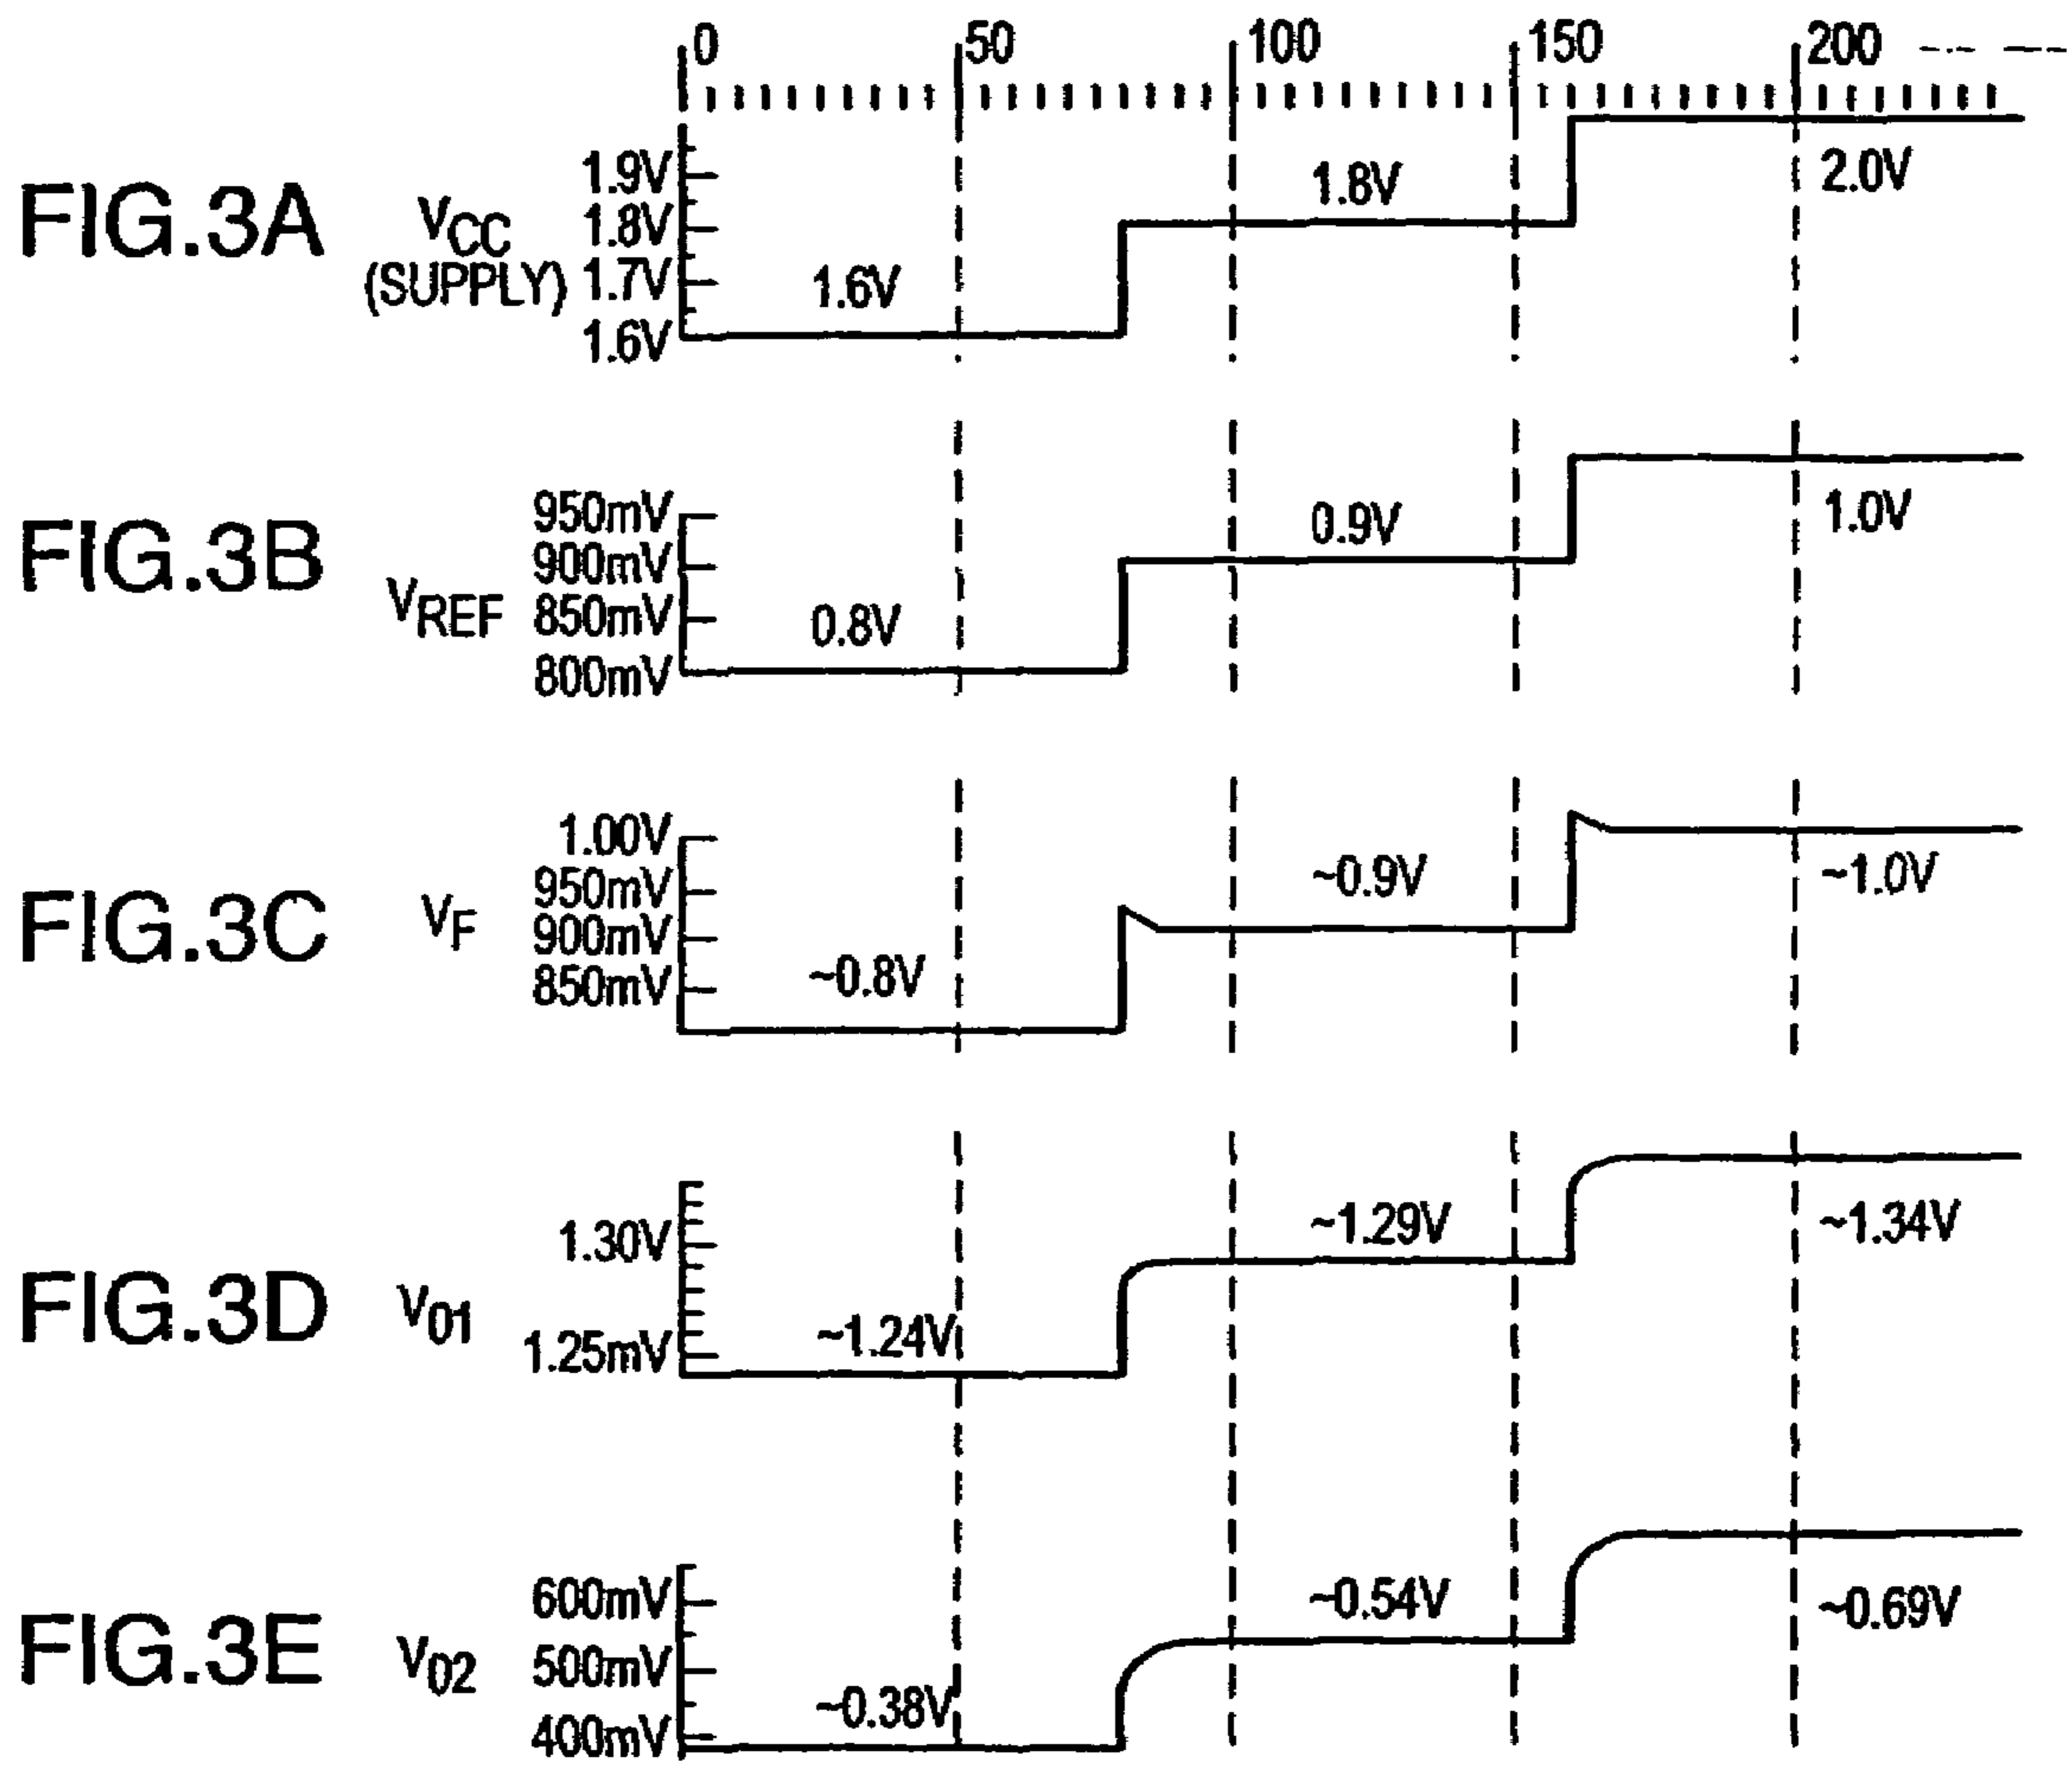 0 50 100 150 200
FIG.3A
VCC
(SUPPLY)
1.9V
1.8V
1.7V
1.6V
1.6V
1.8V
2.0V
FIG.3B
VREF
950mV
900mV
850mV
800mV
0.8V
0.9V
1.0V
FIG.3C
VF
1.00V
950mV
900mV
850mV
~0.8V
~0.9V
~1.0V
FIG.3D
V01
1.30V
1.25mV
~1.24V
~1.29V
~1.34V
FIG.3E
V02
600mV
500mV
400mV
~0.38V
~0.54V
~0.69V